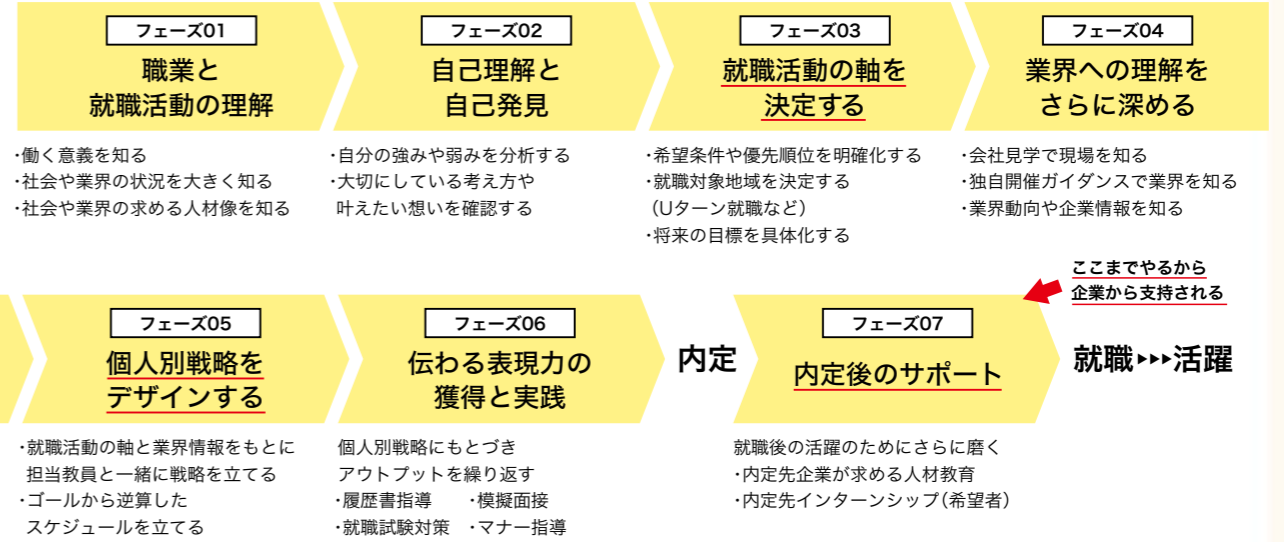 フェーズ01
職業と
就職活動の理解
・働く意義を知る
・社会や業界の状況を大きく知る
・社会や業界の求める人材像を知る
フェーズ02
自己理解と
自己発見
・自分の強みや弱みを分析する
・大切にしている考え方や
叶えたい想いを確認する
フェーズ03
就職活動の軸を
決定する
・希望条件や優先順位を明確化する
・就職対象地域を決定する
（Uターン就職など）
・将来の目標を具体化する
フェーズ04
業界への理解を
さらに深める
・会社見学で現場を知る
・独自開催ガイダンスで業界を知る
・業界動向や企業情報を知る
フェーズ05
個人別戦略を
デザインする
・就職活動の軸と業界情報をもとに
担当教員と一緒に戦略を立てる
・ゴールから逆算した
スケジュールを立てる
フェーズ06
伝わる表現力の
獲得と実践
個人別戦略にもとづき
アウトプットを繰り返す
・履歴書指導 ・模擬面接
・就職試験対策 ・マナー指導
内定
フェーズ07
内定後のサポート
就職後の活躍のためにさらに磨く
・内定先企業が求める人材教育
・内定先インターンシップ（希望者）
ここまでやるから
企業から支持される
就職▸▸▸活躍